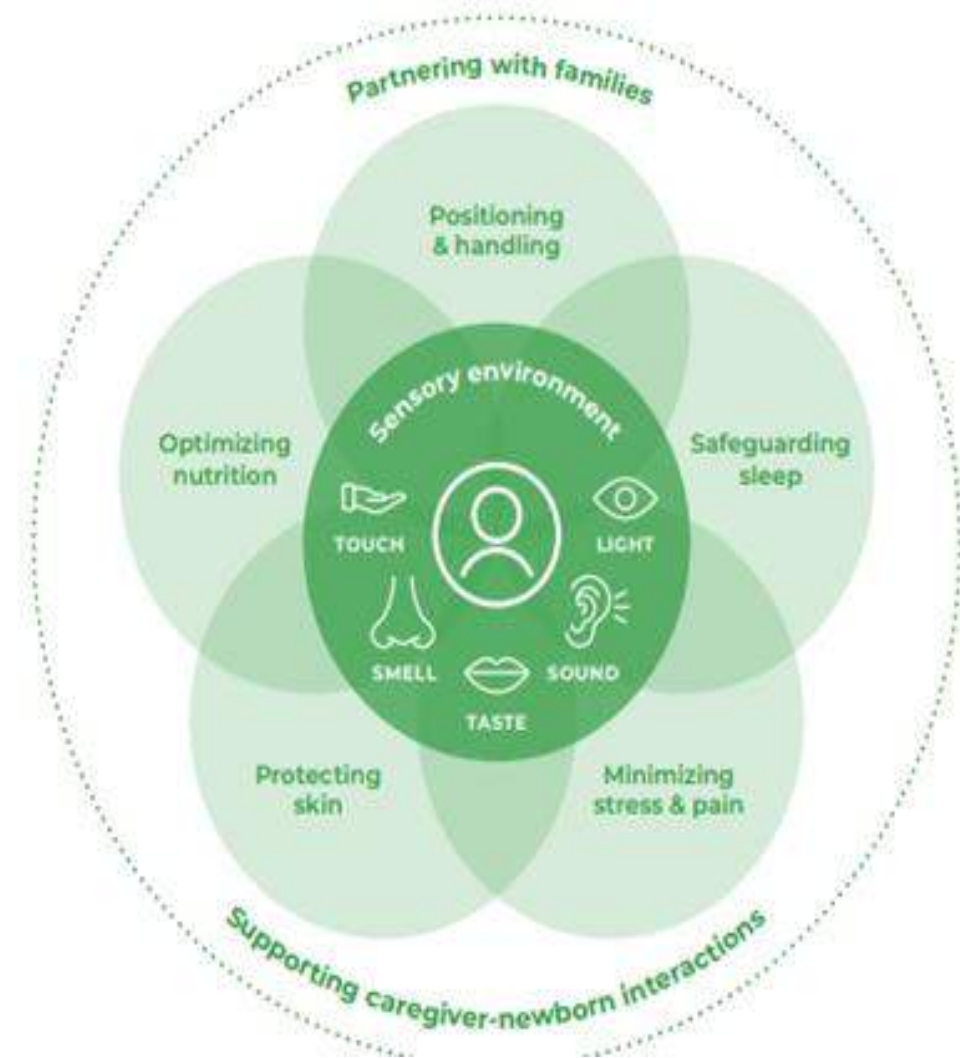 Partnering with families
Positioning
& handling
Optimizing
nutrition
Sensory environment
Safeguarding
sleep
TOUCH
LIGHT
SMELL
SOUND
TASTE
Protecting
skin
Minimizing
stress & pain
Supporting caregiver-newborn interactions